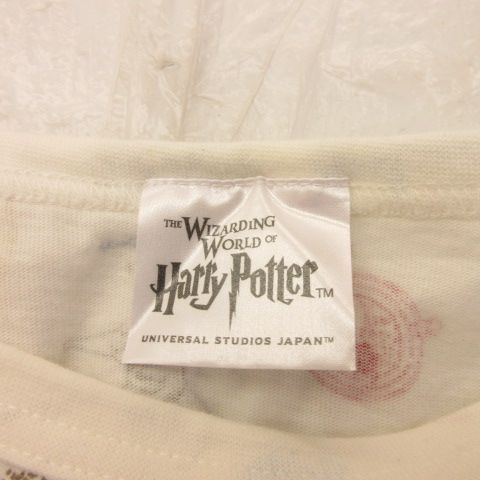 THE WIZARDING
WORLD OF
Harry Potter™
UNIVERSAL STUDIOS JAPAN™